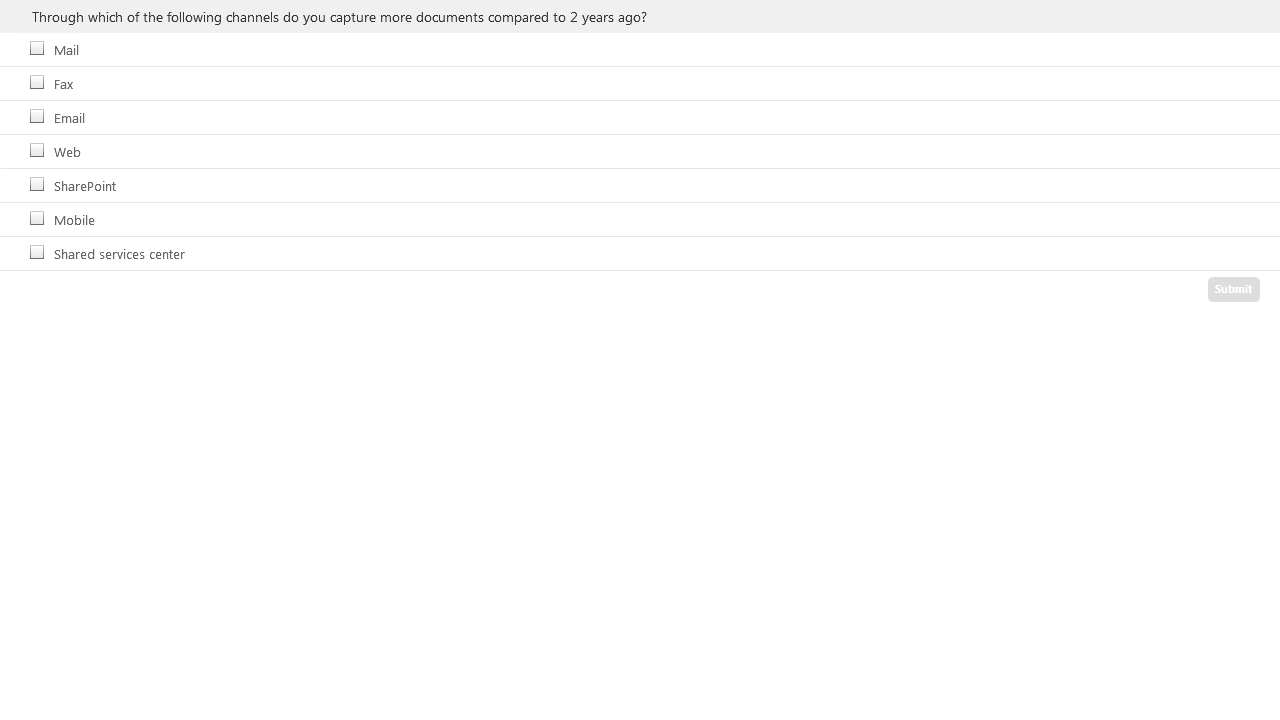 Through which of the following channels do you capture more documents compared to 2 years ago?
Mail
Fax
Email
Web
SharePoint
Mobile
Shared services center
Submit